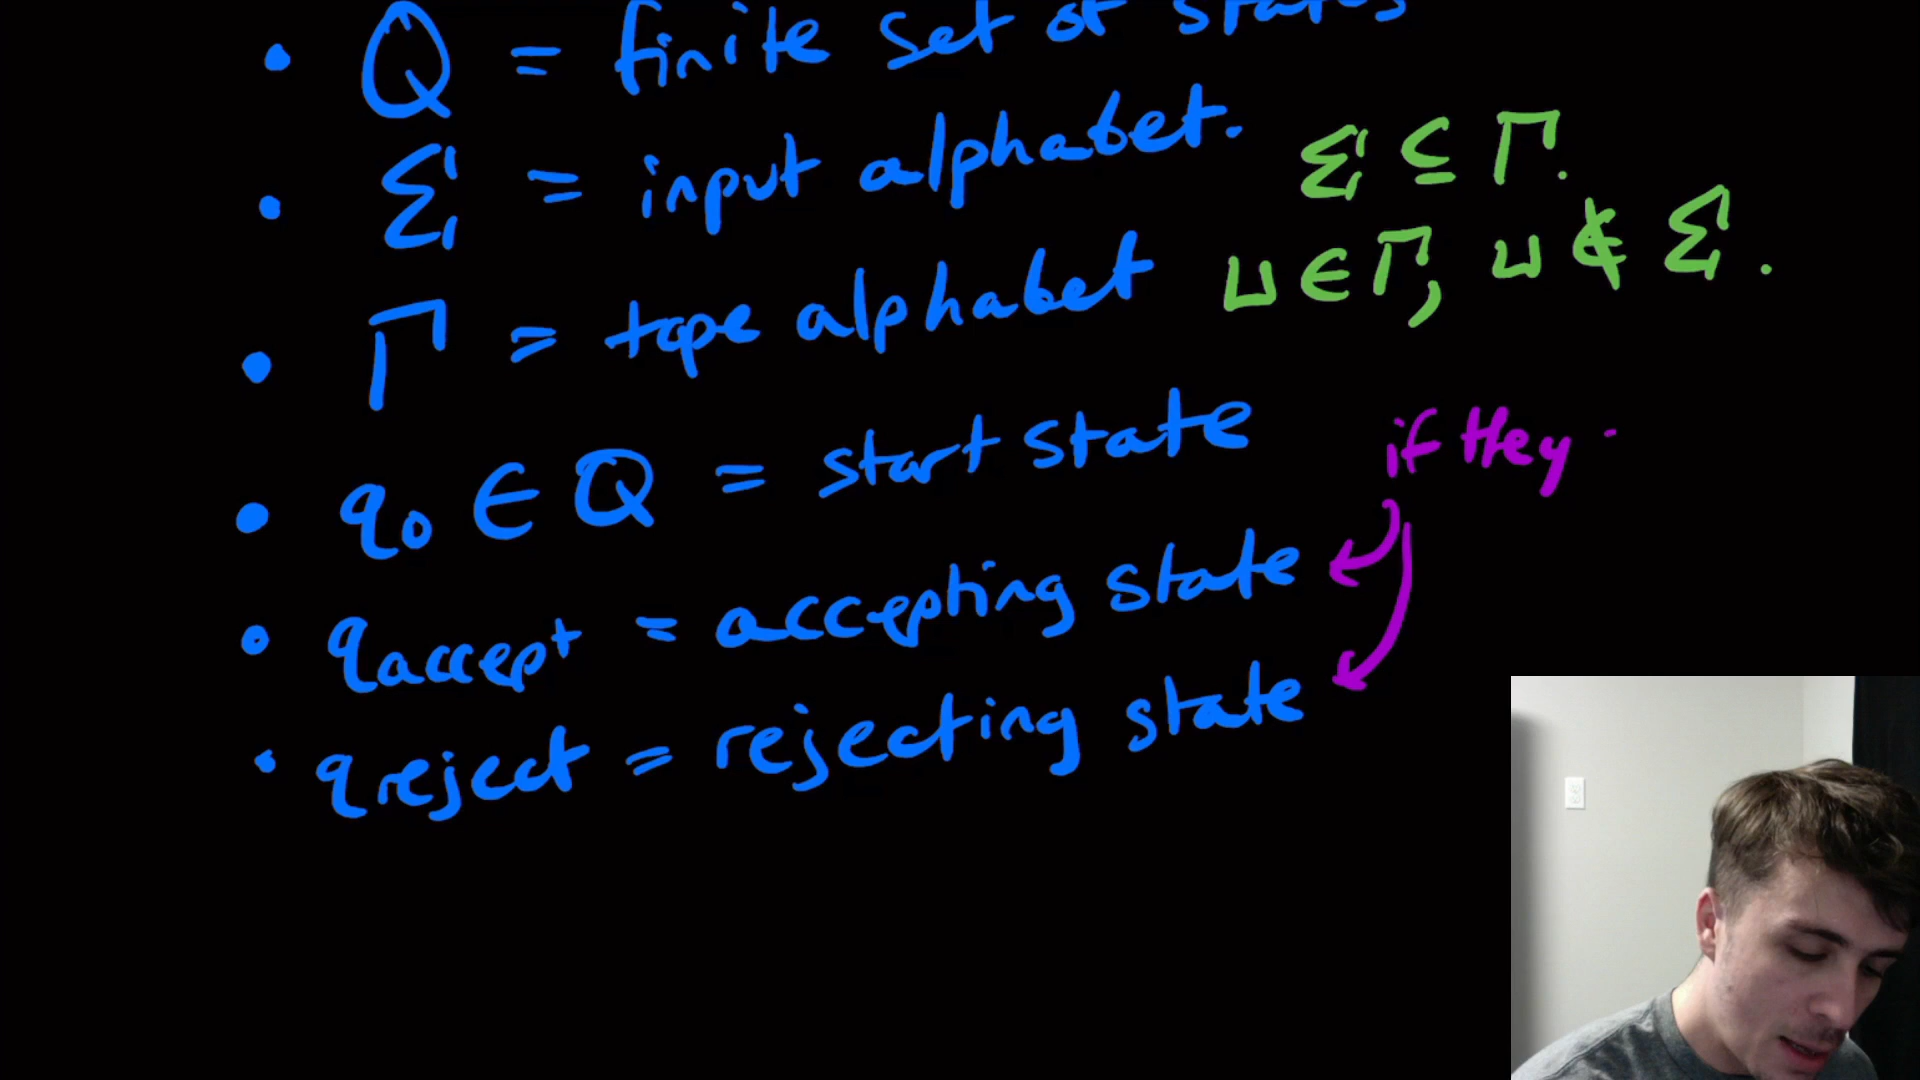 • Q = finite set of states
• Σ = input alphabet. Σ ⊆ Γ.
• Γ = tape alphabet ⊔ ∈ Γ, ⊔ ∉ Σ.
• q0 ∈ Q = start state
if they
• qaccept = accepting state
• qreject = rejecting state